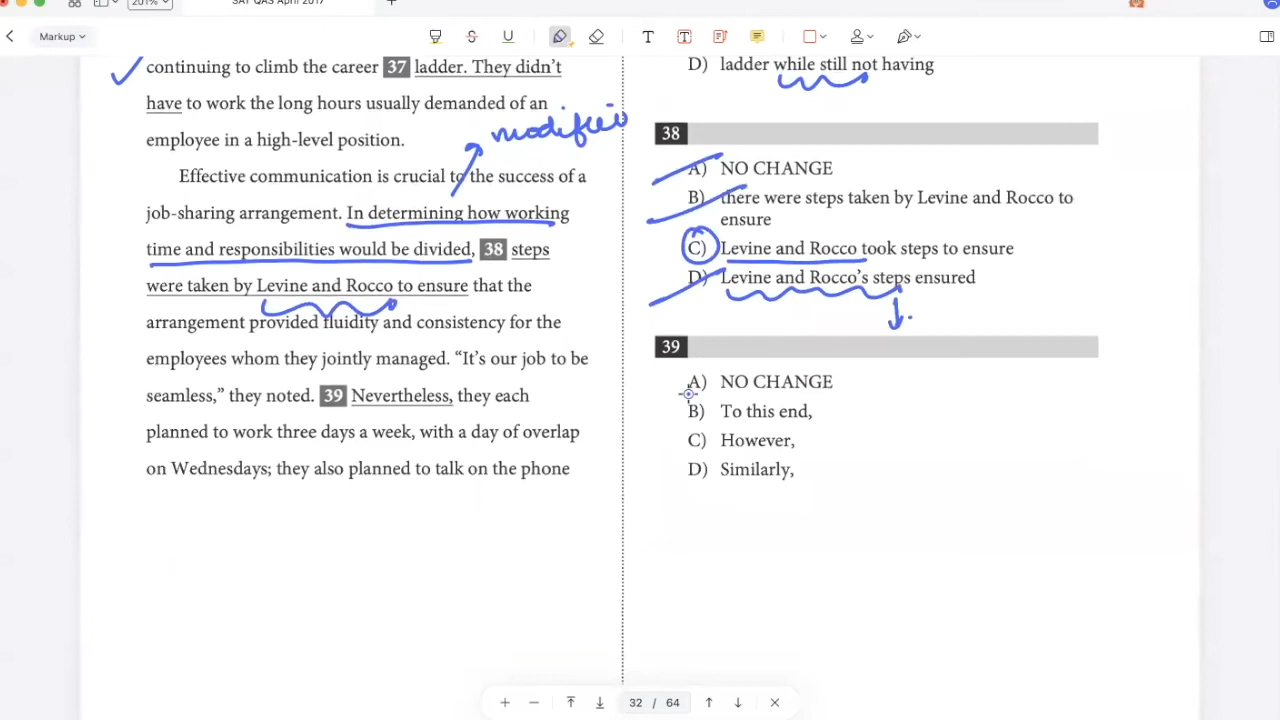 201%
SAT QAS April 2017
Markup
continuing to climb the career 37 ladder. They didn't
have to work the long hours usually demanded of an
employee in a high-level position.
modifier
Effective communication is crucial to the success of a
job-sharing arrangement. In determining how working
time and responsibilities would be divided, 38 steps
were taken by Levine and Rocco to ensure that the
arrangement provided fluidity and consistency for the
employees whom they jointly managed. “It's our job to be
seamless,” they noted. 39 Nevertheless, they each
planned to work three days a week, with a day of overlap
on Wednesdays; they also planned to talk on the phone
D) ladder while still not having
38
A) NO CHANGE
B) there were steps taken by Levine and Rocco to
ensure
C) Levine and Rocco took steps to ensure
D) Levine and Rocco's steps ensured
39
A) NO CHANGE
B) To this end,
C) However,
D) Similarly,
32 / 64